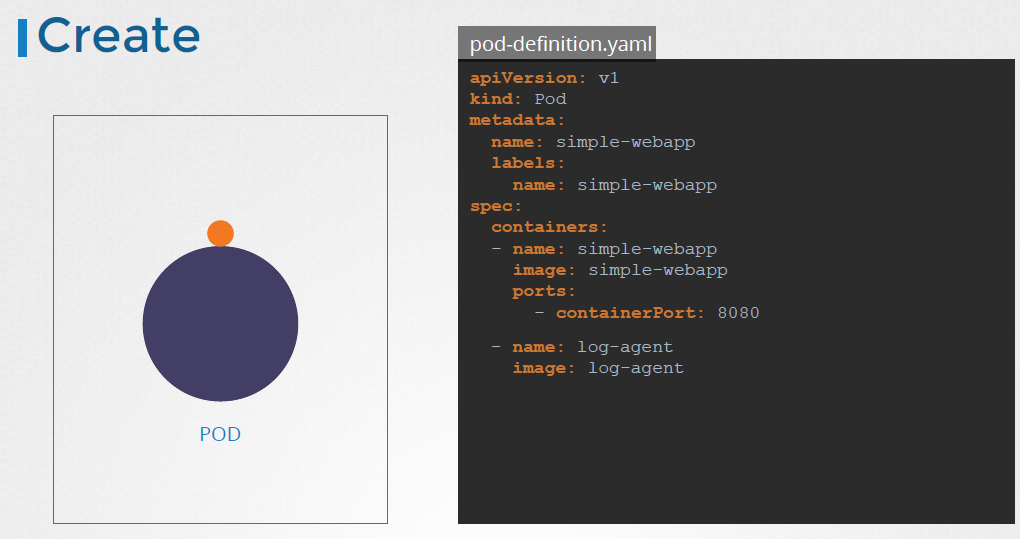 Create
pod-definition.yaml
apiVersion: v1
kind: Pod
metadata:
  name: simple-webapp
  labels:
    name: simple-webapp
spec:
  containers:
  - name: simple-webapp
    image: simple-webapp
    ports:
      - containerPort: 8080
  - name: log-agent
    image: log-agent
POD